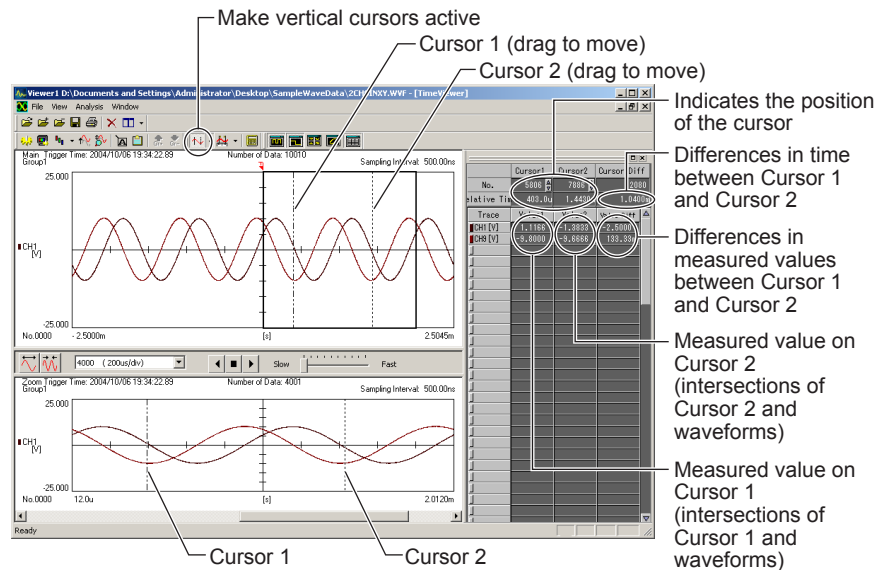 Make vertical cursors active
Cursor 1 (drag to move)
Cursor 2 (drag to move)
Viewer1 D:\Documents and Settings\Administrator\Desktop\SampleWaveData\2CH.WVF - [TimeViewer]
File View Analysis Window
Main Trigger Time: 2004/10/06 19:34:22.89 Number of Data: 10010
Group1 Sampling Interval: 500.00ns
25.000
CH1
[V]
-25.000
No.0000 -2.5000m [s] 2.5045m
4000 ( 200us/div) Slow Fast
Zoom Trigger Time: 2004/10/06 19:34:22.89 Number of Data: 4001
Group1 Sampling Interval: 500.00ns
25.000
CH1
[V]
-25.000
No.0000 12.0u [s] 2.0120m
Ready
Cursor 1
Cursor 2
Cursor1 Cursor2 Cursor Diff
No. 5806 7886 2080
elative Tim 403.0u 1.443 1.0400
Trace Diff
CH1[V] 1.1166 -1.3833 -2.5000
CH9[V] -9.8000 -9.6666 133.33
Indicates the position
of the cursor
Differences in time
between Cursor 1
and Cursor 2
Differences in
measured values
between Cursor 1
and Cursor 2
Measured value on
Cursor 2
(intersections of
Cursor 2 and
waveforms)
Measured value on
Cursor 1
(intersections of
Cursor 1 and
waveforms)